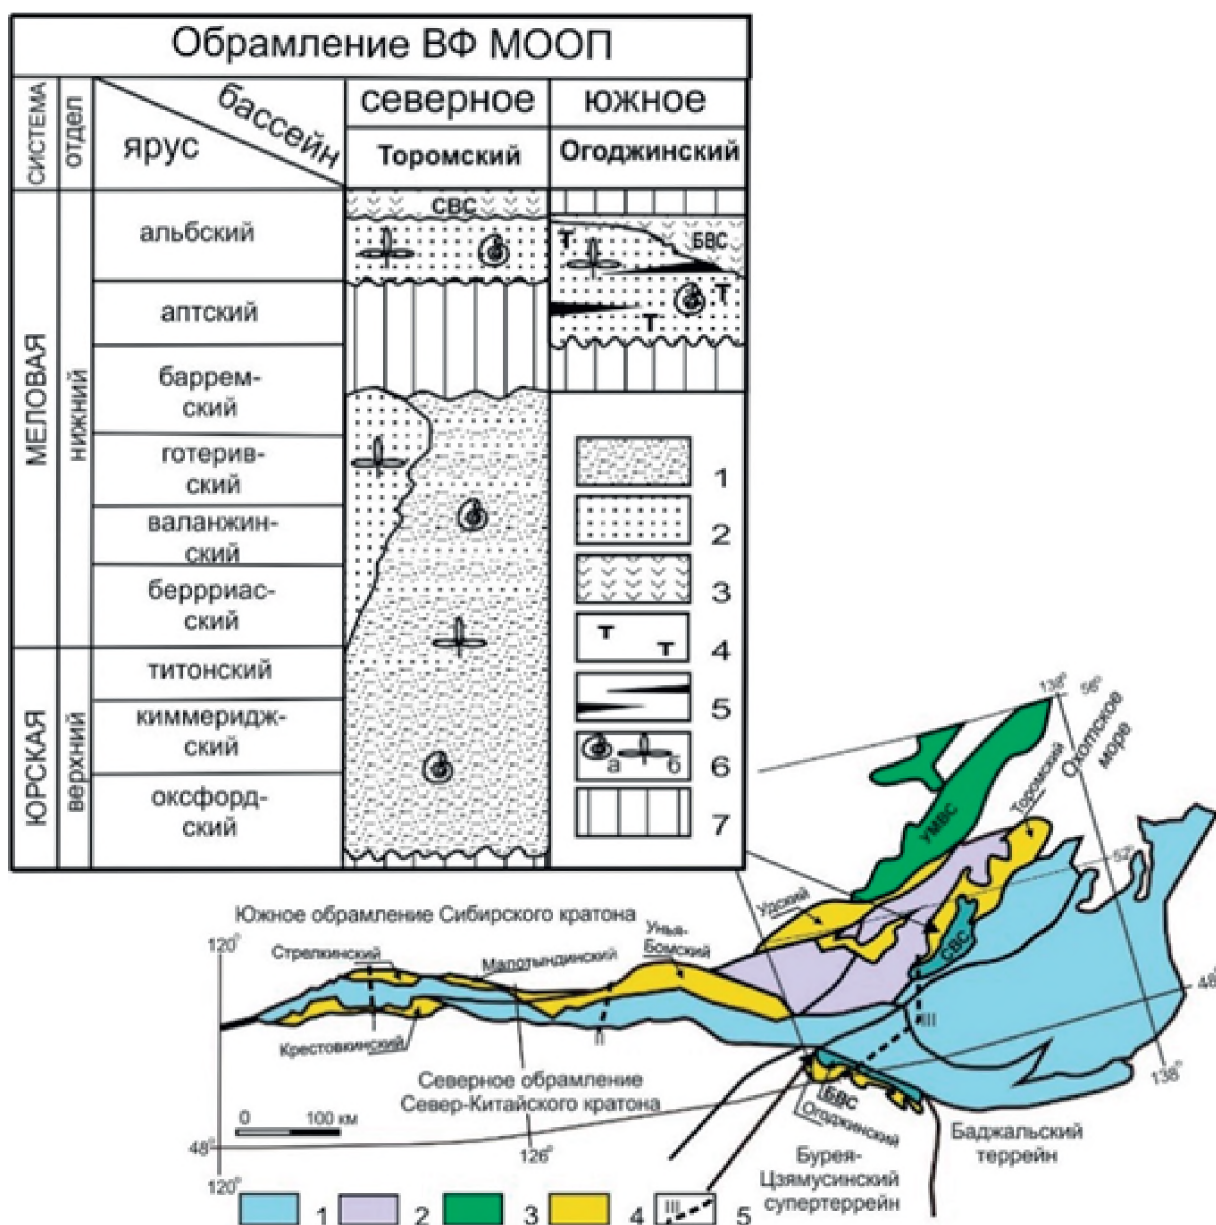 Обрамление ВФ МООП
СИСТЕМА
отдел
бассейн
ярус
северное
южное
Торомский
Огоджинский
МЕЛОВАЯ
нижний
альбский
аптский
баррем-
ский
готерив-
ский
валанжин-
ский
беррриас-
ский
ЮРСКАЯ
верхний
титонский
киммеридж-
ский
оксфорд-
ский
СВС
Т
БВС
Т
Т
1
2
3
Т
Т
4
5
а
б
6
7
138°
56°
Охотское
море
Торомский
УМВС
52°
Удский
СВС
48°
138°
Южное обрамление Сибирского кратона
120°
Стрелкинский
Малотындинский
Унья-
Бомский
II
III
Крестовкинский
Северное обрамление
Север-Китайского кратона
0
100 км
48°
120°
126°
БВС
Огоджинский
Баджальский
террейн
Бурея-
Цзямусинский
супертеррейн
1
2
3
4
III
5